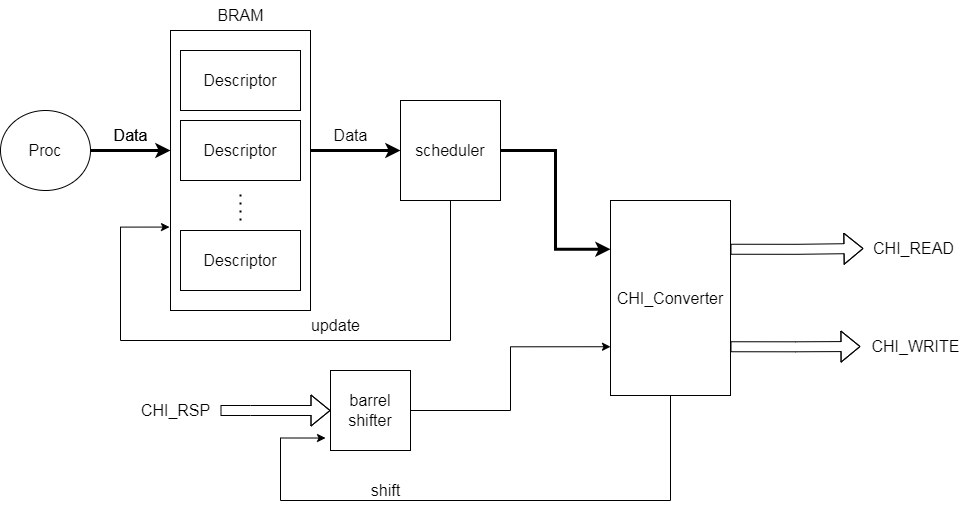 BRAM
Descriptor
Proc
Data
Descriptor
Data
scheduler
Descriptor
CHI_READ
CHI_Converter
update
CHI_WRITE
CHI_RSP
barrel
shifter
shift